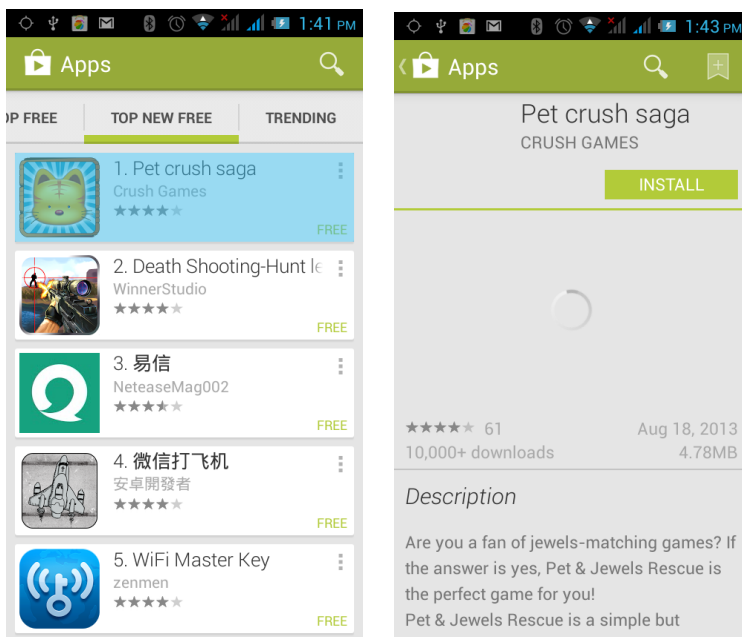 1:41 PM
Apps
OP FREE
TOP NEW FREE
TRENDING
1. Pet crush saga
Crush Games
FREE
2. Death Shooting-Hunt le
WinnerStudio
FREE
3. 易信
NeteaseMag002
FREE
4. 微信打飞机
安卓開發者
FREE
5. WiFi Master Key
zenmen
FREE
1:43 PM
Apps
Pet crush saga
CRUSH GAMES
INSTALL
61
Aug 18, 2013
10,000+ downloads
4.78MB
Description
Are you a fan of jewels-matching games? If
the answer is yes, Pet & Jewels Rescue is
the perfect game for you!
Pet & Jewels Rescue is a simple but